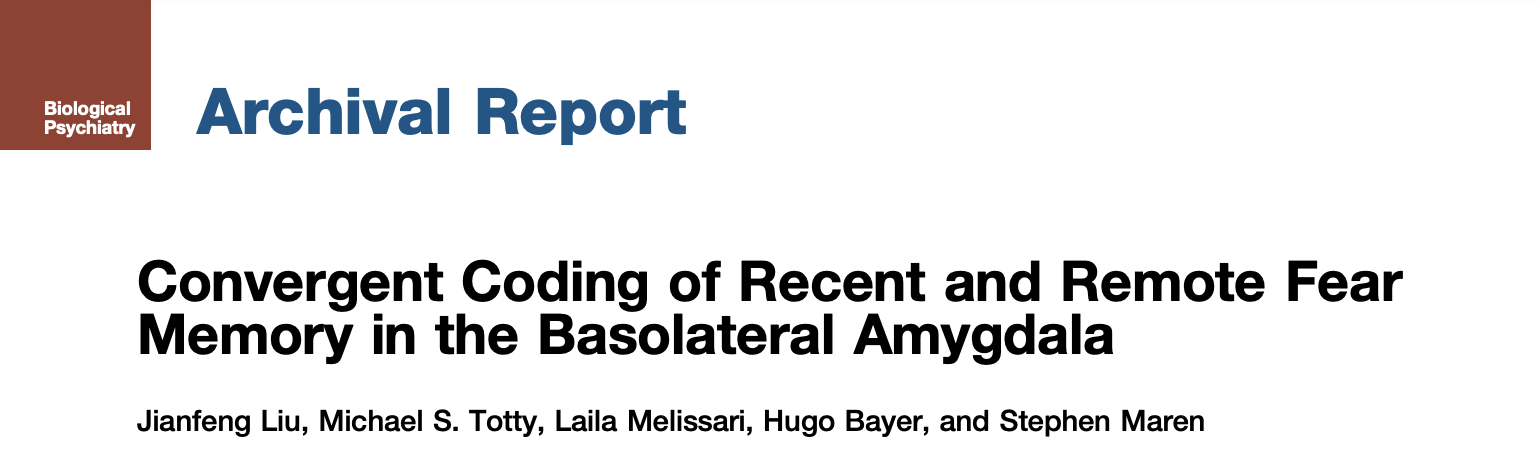 Biological
Psychiatry
Archival Report
Convergent Coding of Recent and Remote Fear
Memory in the Basolateral Amygdala
Jianfeng Liu, Michael S. Totty, Laila Melissari, Hugo Bayer, and Stephen Maren